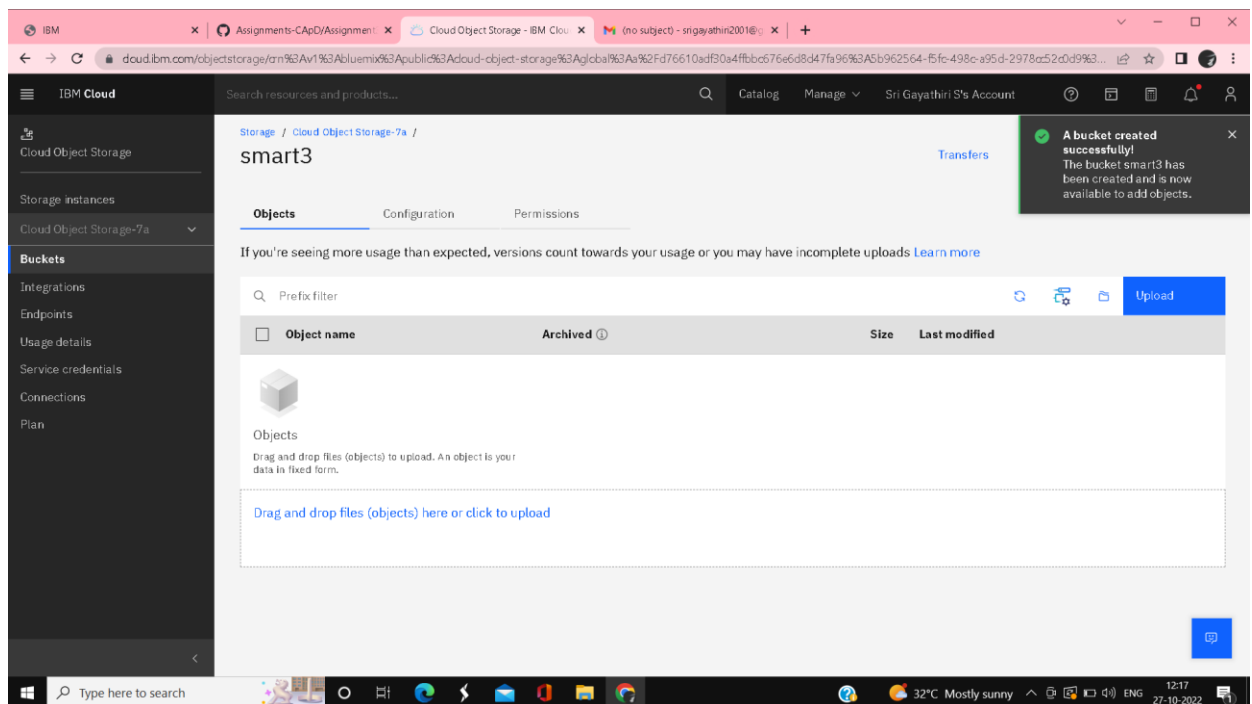 IBM
Assignments-CApD/Assignment
Cloud Object Storage - IBM Clou
(no subject) - srigayathiri2001@g
IBM Cloud
Search resources and products...
Catalog
Manage
Sri Gayathiri S's Account
Cloud Object Storage
Storage instances
Cloud Object Storage-7a
Buckets
Integrations
Endpoints
Usage details
Service credentials
Connections
Plan
Storage / Cloud Object Storage-7a /
smart3
Transfers
A bucket created
successfully!
The bucket smart3 has
been created and is now
available to add objects.
Objects
Configuration
Permissions
If you're seeing more usage than expected, versions count towards your usage or you may have incomplete uploads Learn more
Prefix filter
Upload
Object name
Archived
Size
Last modified
Objects
Drag and drop files (objects) to upload. An object is your
data in fixed form.
Drag and drop files (objects) here or click to upload
Type here to search
32°C Mostly sunny
ENG
12:17
27-10-2022